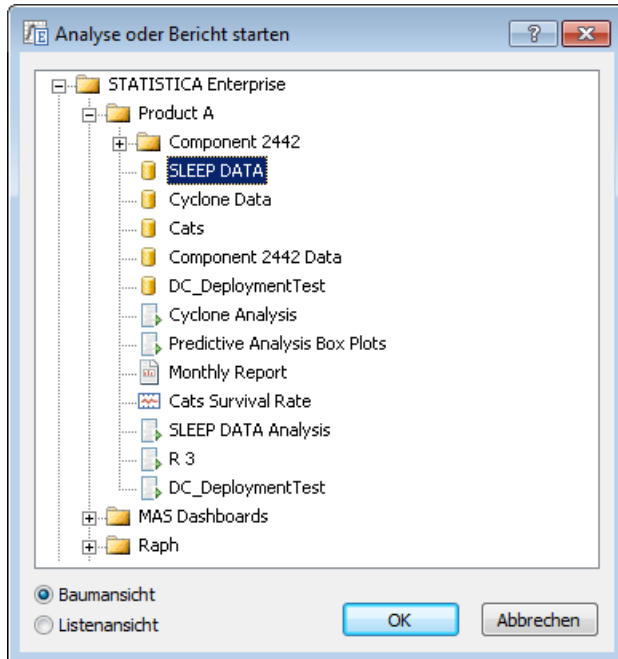 Analyse oder Bericht starten
STATISTICA Enterprise
Product A
Component 2442
SLEEP DATA
Cyclone Data
Cats
Component 2442 Data
DC_DeploymentTest
Cyclone Analysis
Predictive Analysis Box Plots
Monthly Report
Cats Survival Rate
SLEEP DATA Analysis
R 3
DC_DeploymentTest
MAS Dashboards
Raph
Baumansicht
Listenansicht
OK
Abbrechen